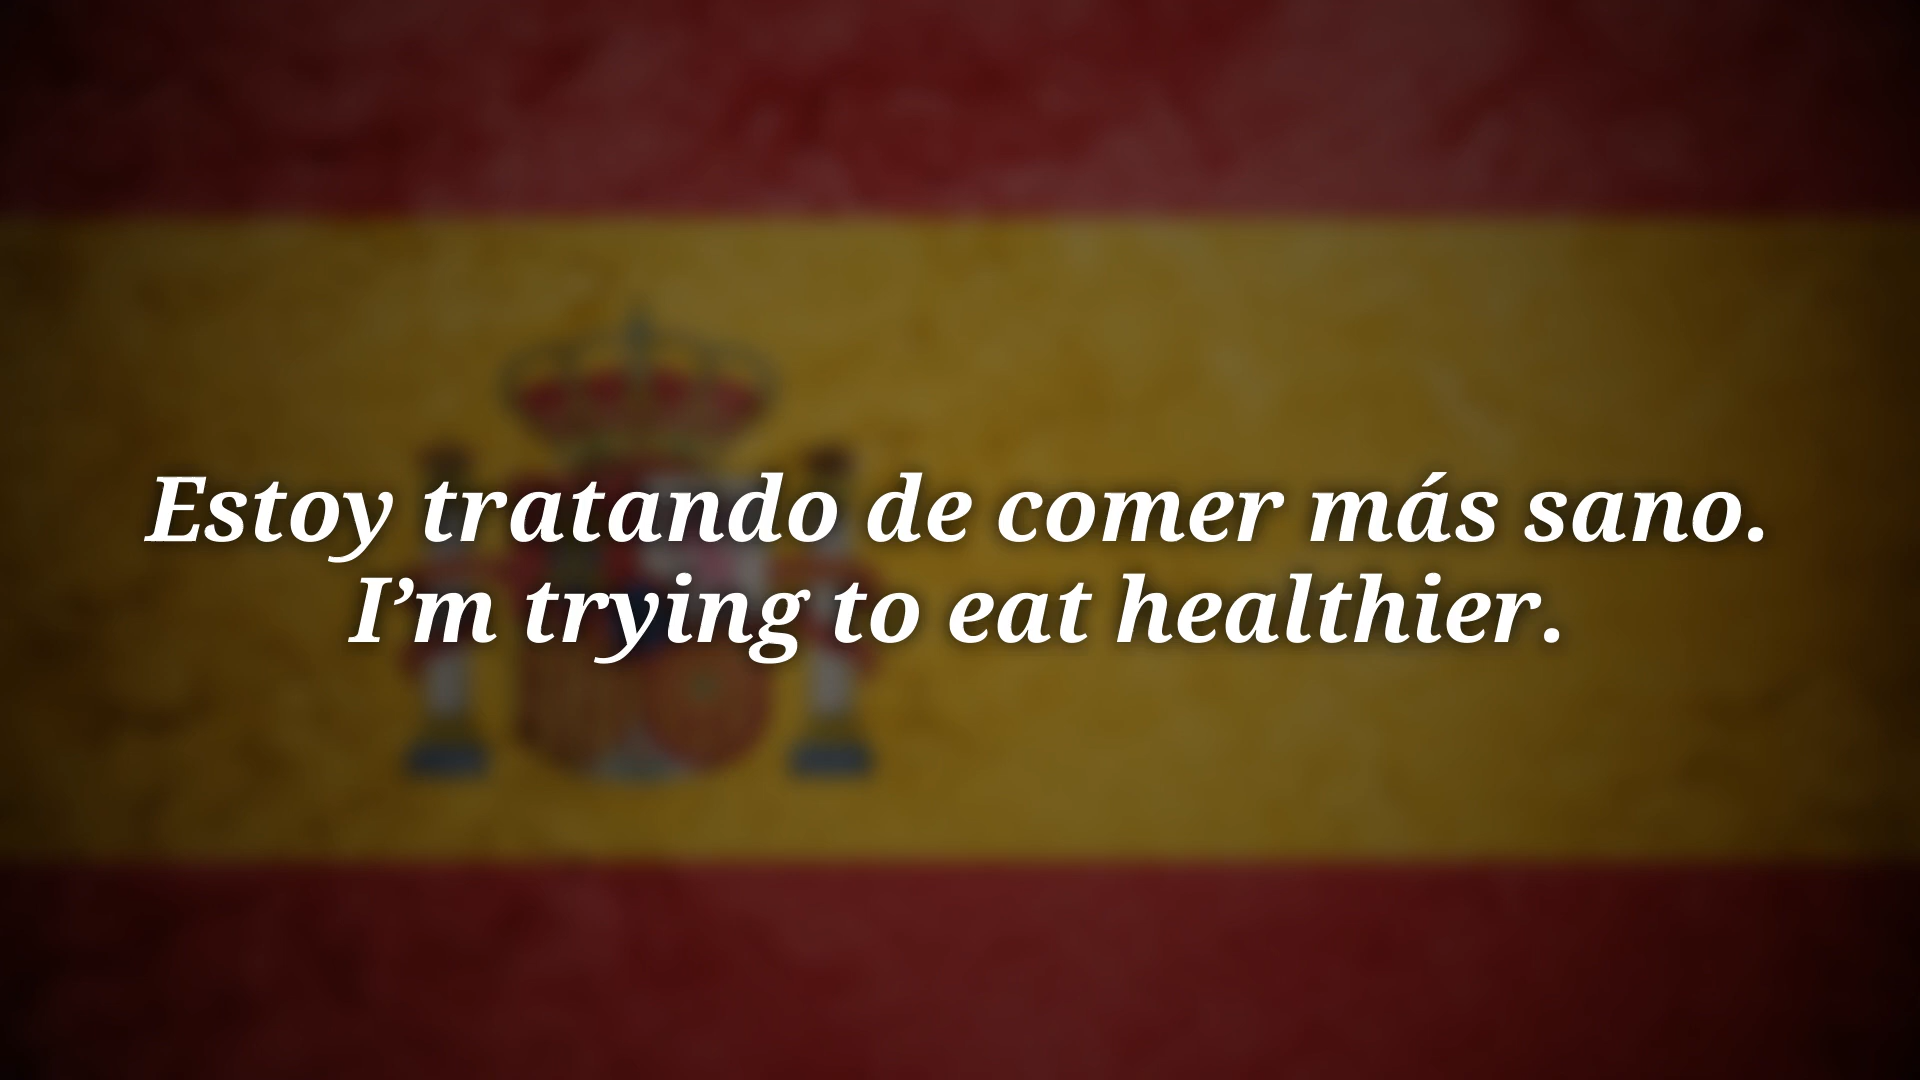 Estoy tratando de comer más sano.
I’m trying to eat healthier.